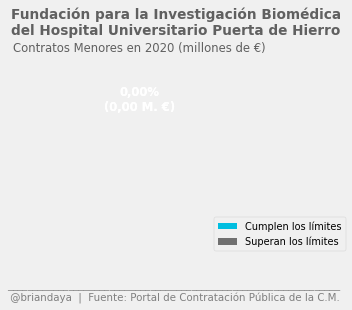 Fundación para la Investigación Biomédica
del Hospital Universitario Puerta de Hierro
Contratos Menores en 2020 (millones de €)
0,00%
(0,00 M. €)
Cumplen los límites
Superan los límites
@briandaya | Fuente: Portal de Contratación Pública de la C.M.